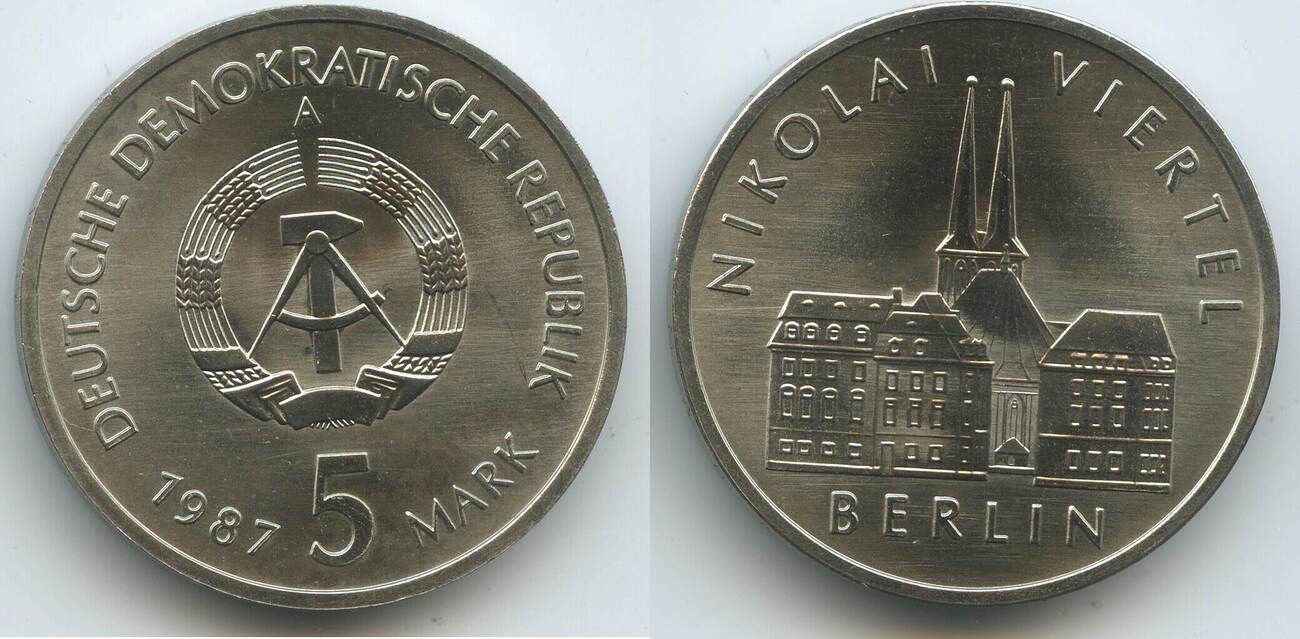 DEUTSCHE DEMOKRATISCHE REPUBLIK
A
1987 5 MARK
NIKOLAI VIERTEL
BERLIN